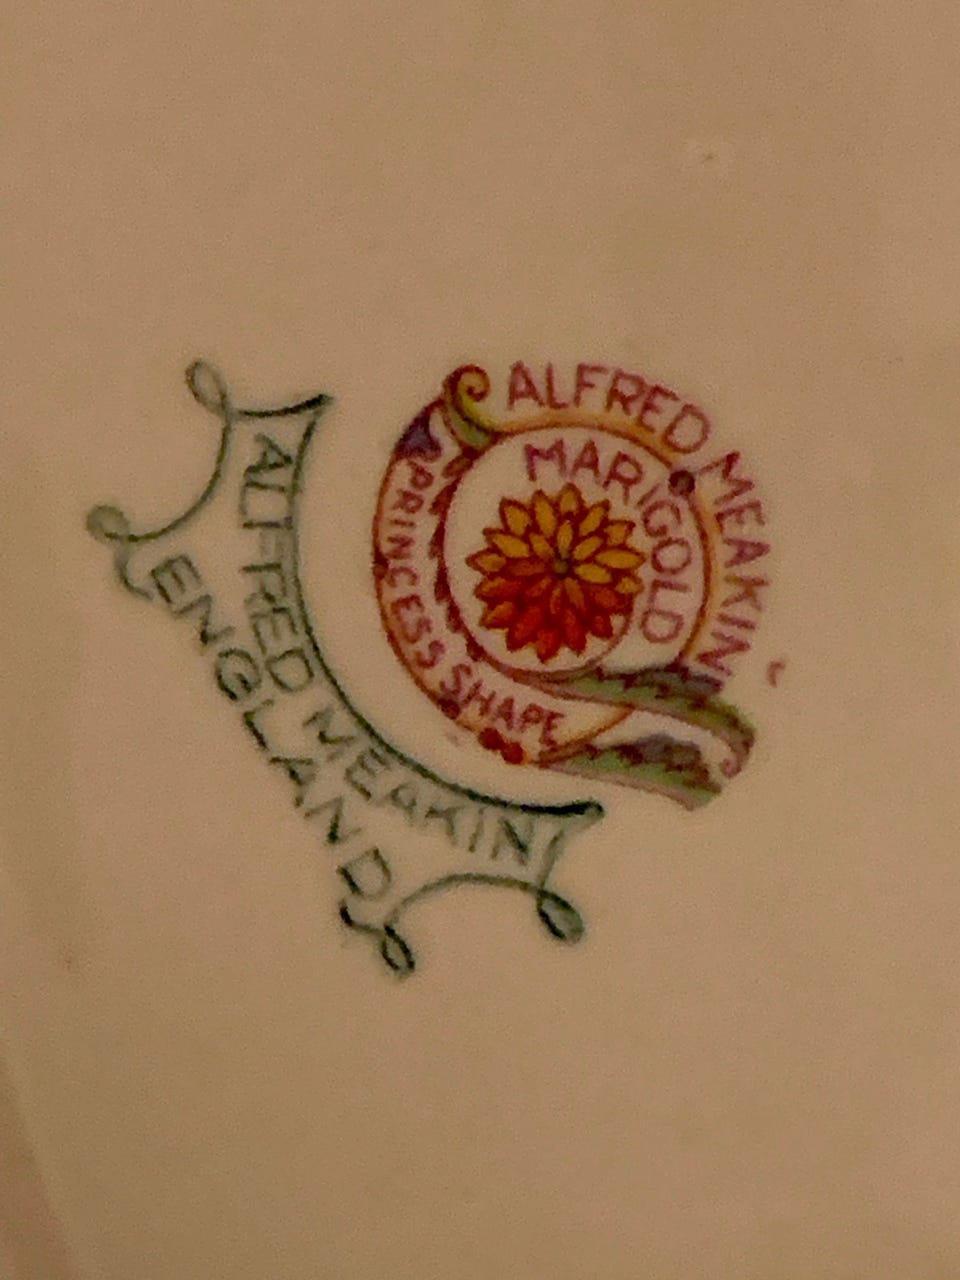 ALFRED MEAKIN
MARIGOLD
PRINCESS SHAPE
ALFRED MEAKIN
ENGLAND